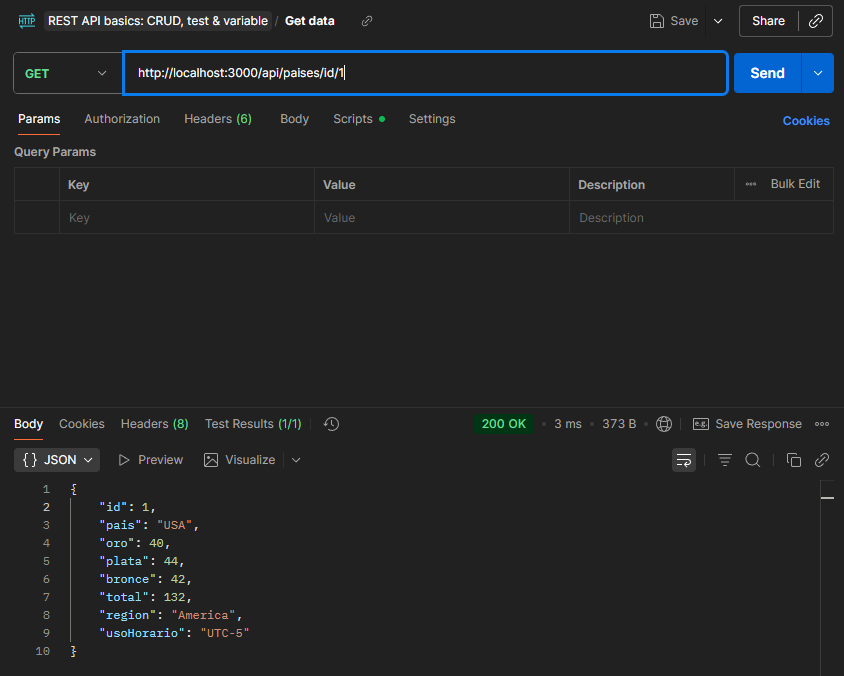 HTTP REST API basics: CRUD, test & variable / Get data Save Share
GET http://localhost:3000/api/paises/id/1 Send
Params Authorization Headers (6) Body Scripts Settings Cookies
Query Params
Key Value Description Bulk Edit
Key Value Description
Body Cookies Headers (8) Test Results (1/1) 200 OK • 3 ms • 373 B • e.g. Save Response
{} JSON Preview Visualize
1 {
2 "id": 1,
3 "pais": "USA",
4 "oro": 40,
5 "plata": 44,
6 "bronce": 42,
7 "total": 132,
8 "region": "America",
9 "usoHorario": "UTC-5"
10 }